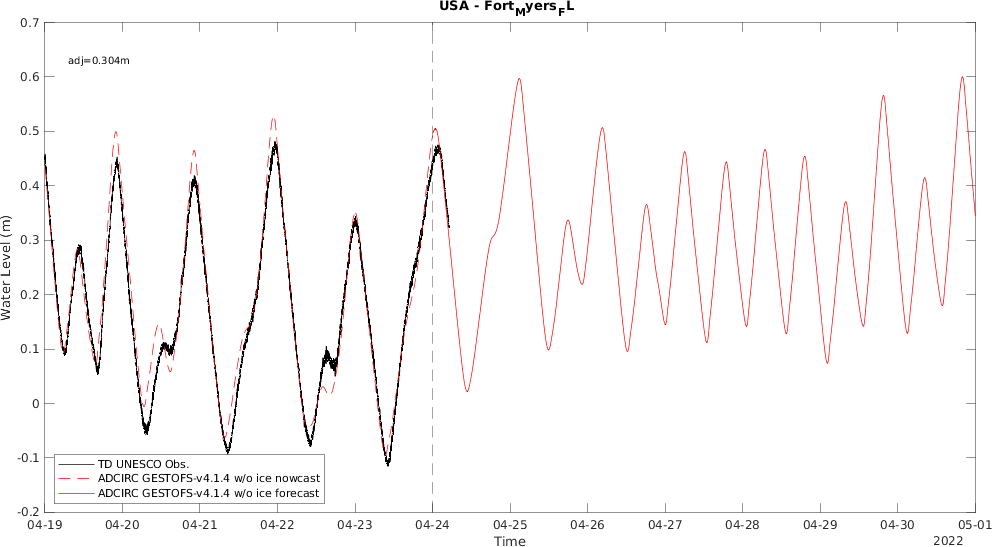 USA - FortMyersFL
adj=0.304m
0.7
0.6
0.5
0.4
0.3
0.2
0.1
0
-0.1
-0.2
Water Level (m)
TD UNESCO Obs.
ADCIRC GESTOFS-v4.1.4 w/o ice nowcast
ADCIRC GESTOFS-v4.1.4 w/o ice forecast
04-19 04-20 04-21 04-22 04-23 04-24 04-25 04-26 04-27 04-28 04-29 04-30 05-01
Time
2022